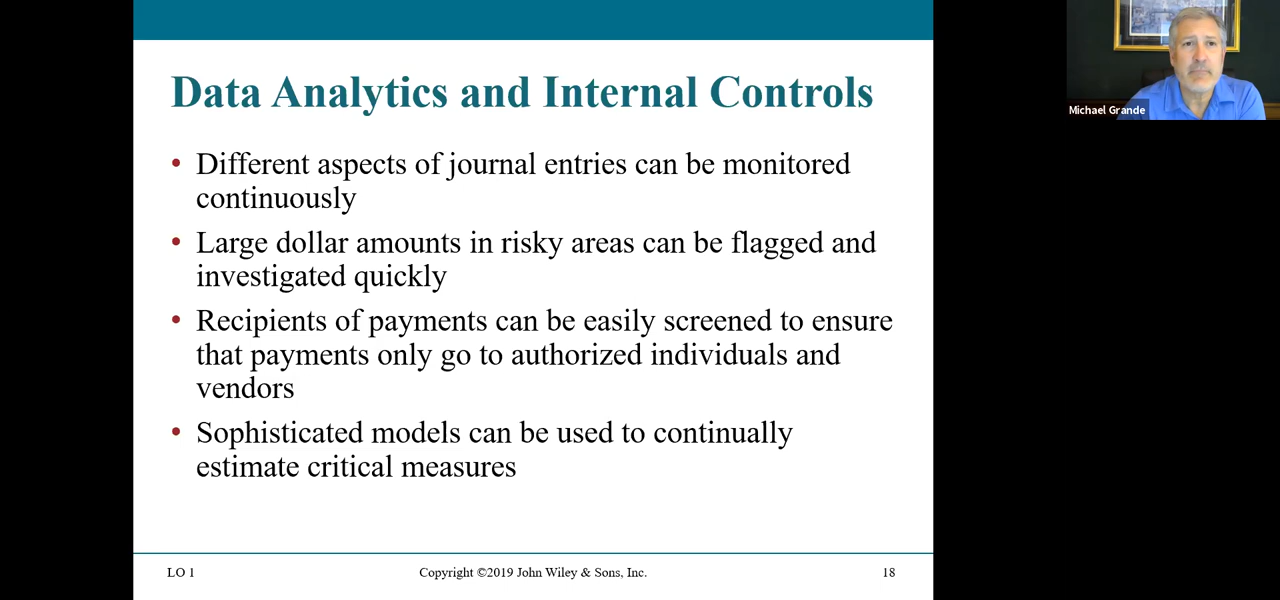 Data Analytics and Internal Controls
• Different aspects of journal entries can be monitored
continuously
• Large dollar amounts in risky areas can be flagged and
investigated quickly
• Recipients of payments can be easily screened to ensure
that payments only go to authorized individuals and
vendors
• Sophisticated models can be used to continually
estimate critical measures
LO 1
Copyright ©2019 John Wiley & Sons, Inc.
18
Michael Grande